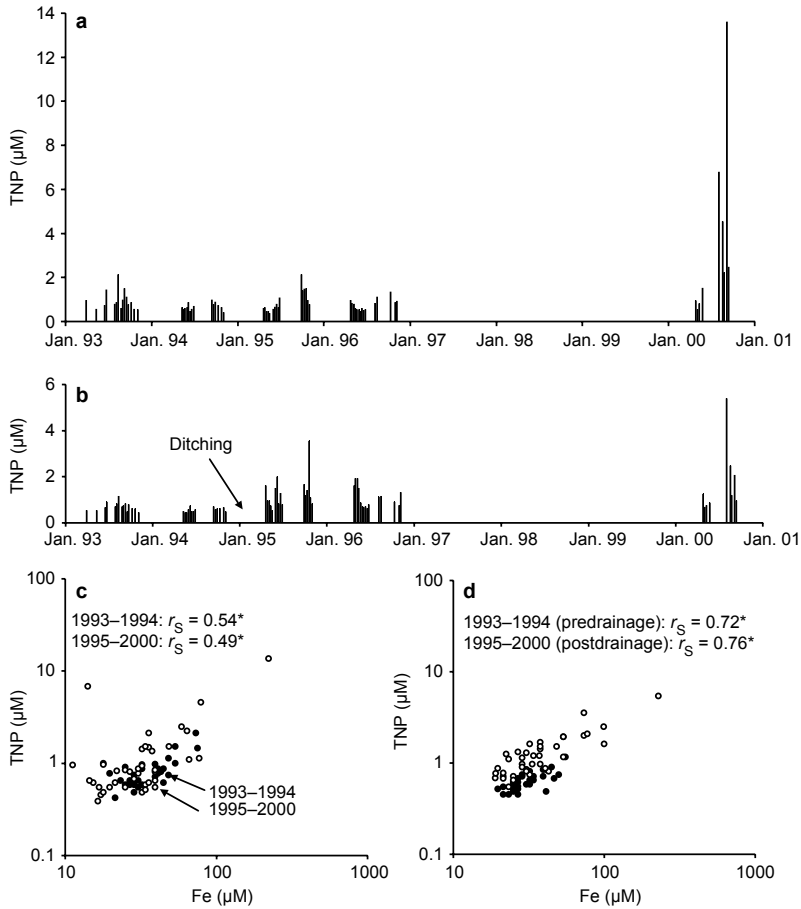 a
14
12
10
8
6
4
2
0
TNP (µM)
Jan. 93 Jan. 94 Jan. 95 Jan. 96 Jan. 97 Jan. 98 Jan. 99 Jan. 00 Jan. 01
b
6
4
2
0
TNP (µM)
Ditching
Jan. 93 Jan. 94 Jan. 95 Jan. 96 Jan. 97 Jan. 98 Jan. 99 Jan. 00 Jan. 01
c
100
10
1
0.1
TNP (µM)
1993–1994: rS = 0.54*
1995–2000: rS = 0.49*
1993–1994
1995–2000
10 100 1000
Fe (µM)
d
100
10
1
0.1
TNP (µM)
1993–1994 (predrainage): rS = 0.72*
1995–2000 (postdrainage): rS = 0.76*
10 100 1000
Fe (µM)